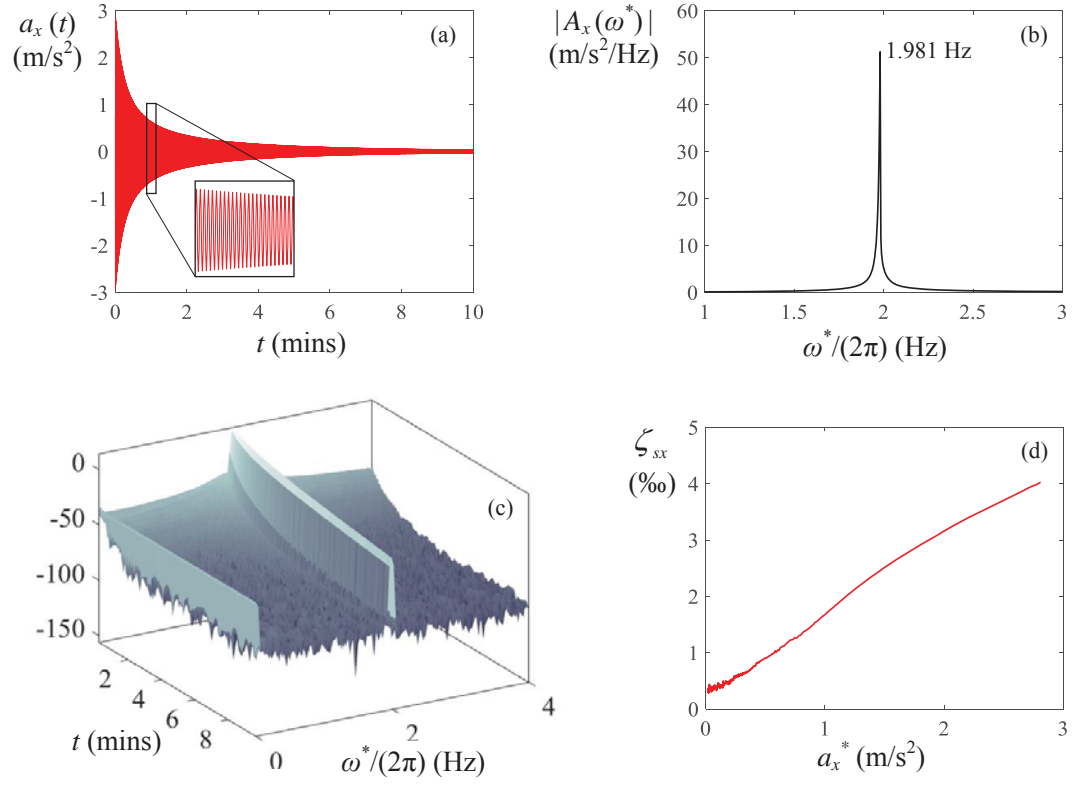 a_x (t)
(m/s²)
(a)
3
2
1
0
-1
-2
-3
0 2 4 6 8 10
t (mins)
|A_x(ω*)|
(m/s²/Hz)
(b)
1.981 Hz
60
50
40
30
20
10
0
1 1.5 2 2.5 3
ω*/(2π) (Hz)
(c)
0
-50
-100
-150
2 4 6 8
t (mins)
0 2 4
ω*/(2π) (Hz)
ζ_sx
(‰)
(d)
5
4
3
2
1
0
0 1 2 3
a_x* (m/s²)